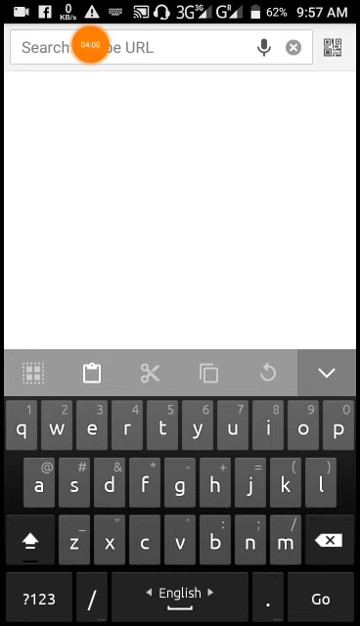 0 KB/s 3G 3G G R 62% 9:57 AM
Search URL
04:00
1 2 3 4 5 6 7 8 9 0
q w e r t y u i o p
@ # & * - + = ( )
a s d f g h j k l
_ " ' : ; /
z x c v b n m
?123 / English . Go